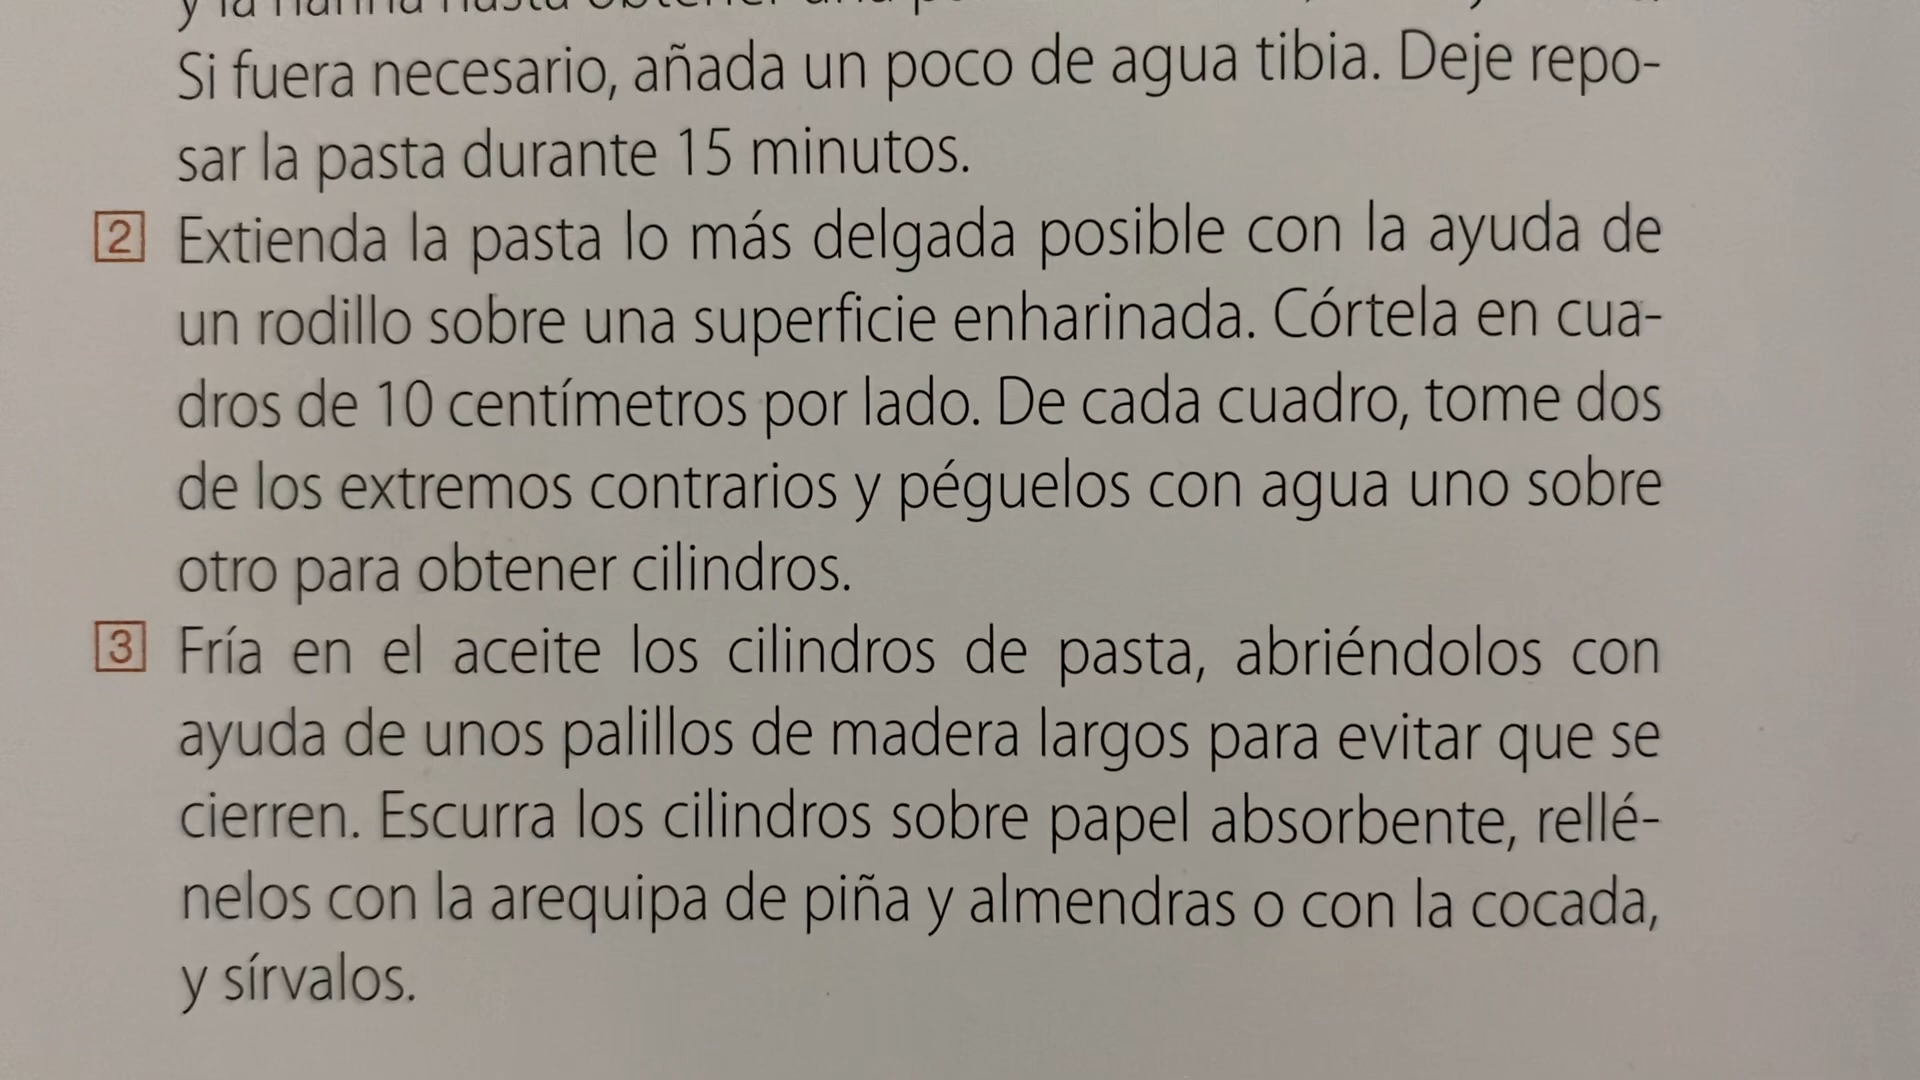 y la harina hasta obtener una
Si fuera necesario, añada un poco de agua tibia. Deje repo-
sar la pasta durante 15 minutos.
2 Extienda la pasta lo más delgada posible con la ayuda de
un rodillo sobre una superficie enharinada. Córtela en cua-
dros de 10 centímetros por lado. De cada cuadro, tome dos
de los extremos contrarios y péguelos con agua uno sobre
otro para obtener cilindros.
3 Fría en el aceite los cilindros de pasta, abriéndolos con
ayuda de unos palillos de madera largos para evitar que se
cierren. Escurra los cilindros sobre papel absorbente, rellé-
nelos con la arequipa de piña y almendras o con la cocada,
y sírvalos.